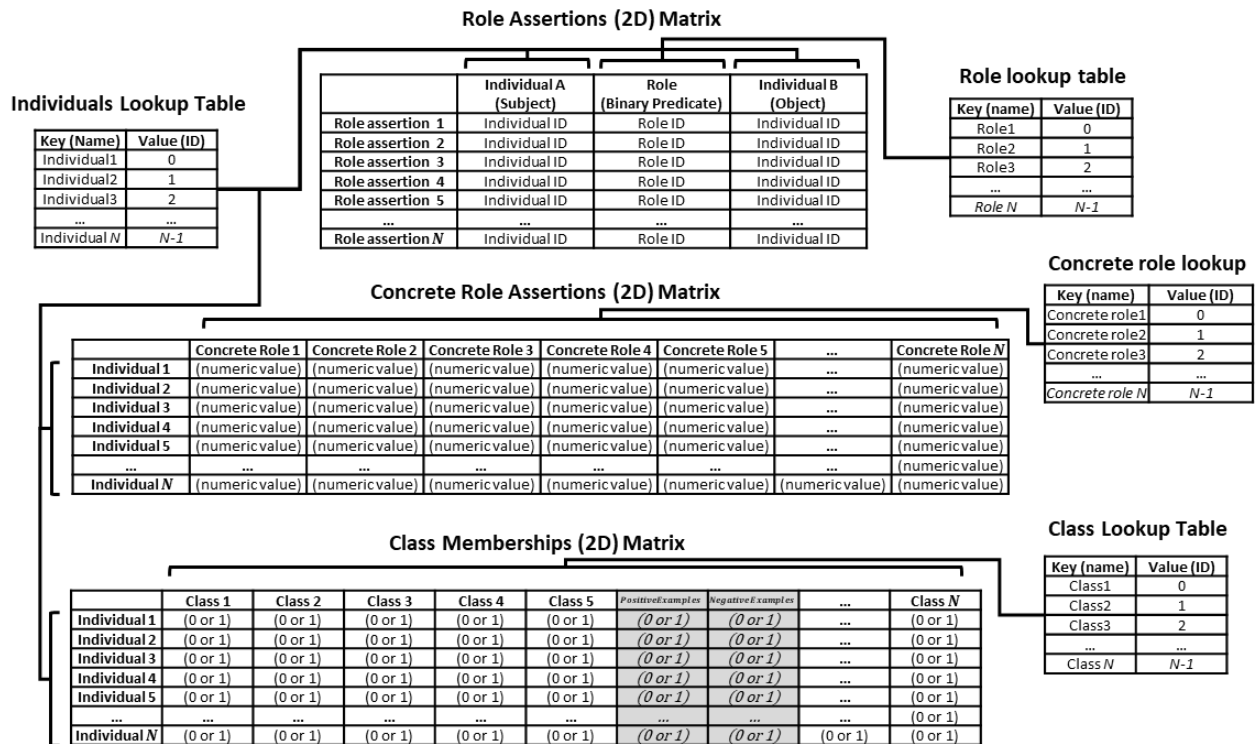 Role Assertions (2D) Matrix
Individuals Lookup Table
Key (Name) Value (ID)
Individual1 0
Individual2 1
Individual3 2
... ...
Individual N N-1
Individual A (Subject) Role (Binary Predicate) Individual B (Object)
Role assertion 1 Individual ID Role ID Individual ID
Role assertion 2 Individual ID Role ID Individual ID
Role assertion 3 Individual ID Role ID Individual ID
Role assertion 4 Individual ID Role ID Individual ID
Role assertion 5 Individual ID Role ID Individual ID
... ... ... ...
Role assertion N Individual ID Role ID Individual ID
Role lookup table
Key (name) Value (ID)
Role1 0
Role2 1
Role3 2
... ...
Role N N-1
Concrete Role Assertions (2D) Matrix
Concrete Role 1 Concrete Role 2 Concrete Role 3 Concrete Role 4 Concrete Role 5 ... Concrete Role N
Individual 1 (numeric value) (numeric value) (numeric value) (numeric value) (numeric value) ... (numeric value)
Individual 2 (numeric value) (numeric value) (numeric value) (numeric value) (numeric value) ... (numeric value)
Individual 3 (numeric value) (numeric value) (numeric value) (numeric value) (numeric value) ... (numeric value)
Individual 4 (numeric value) (numeric value) (numeric value) (numeric value) (numeric value) ... (numeric value)
Individual 5 (numeric value) (numeric value) (numeric value) (numeric value) (numeric value) ... (numeric value)
... ... ... ... ... ... ... (numeric value)
Individual N (numeric value) (numeric value) (numeric value) (numeric value) (numeric value) (numeric value) (numeric value)
Concrete role lookup
Key (name) Value (ID)
Concrete role1 0
Concrete role2 1
Concrete role3 2
... ...
Concrete role N N-1
Class Memberships (2D) Matrix
Class 1 Class 2 Class 3 Class 4 Class 5 PositiveExamples NegativeExamples ... Class N
Individual 1 (0 or 1) (0 or 1) (0 or 1) (0 or 1) (0 or 1) (0 or 1) (0 or 1) ... (0 or 1)
Individual 2 (0 or 1) (0 or 1) (0 or 1) (0 or 1) (0 or 1) (0 or 1) (0 or 1) ... (0 or 1)
Individual 3 (0 or 1) (0 or 1) (0 or 1) (0 or 1) (0 or 1) (0 or 1) (0 or 1) ... (0 or 1)
Individual 4 (0 or 1) (0 or 1) (0 or 1) (0 or 1) (0 or 1) (0 or 1) (0 or 1) ... (0 or 1)
Individual 5 (0 or 1) (0 or 1) (0 or 1) (0 or 1) (0 or 1) (0 or 1) (0 or 1) ... (0 or 1)
... ... ... ... ... ... ... ... ... (0 or 1)
Individual N (0 or 1) (0 or 1) (0 or 1) (0 or 1) (0 or 1) (0 or 1) (0 or 1) (0 or 1) (0 or 1)
Class Lookup Table
Key (name) Value (ID)
Class1 0
Class2 1
Class3 2
... ...
Class N N-1